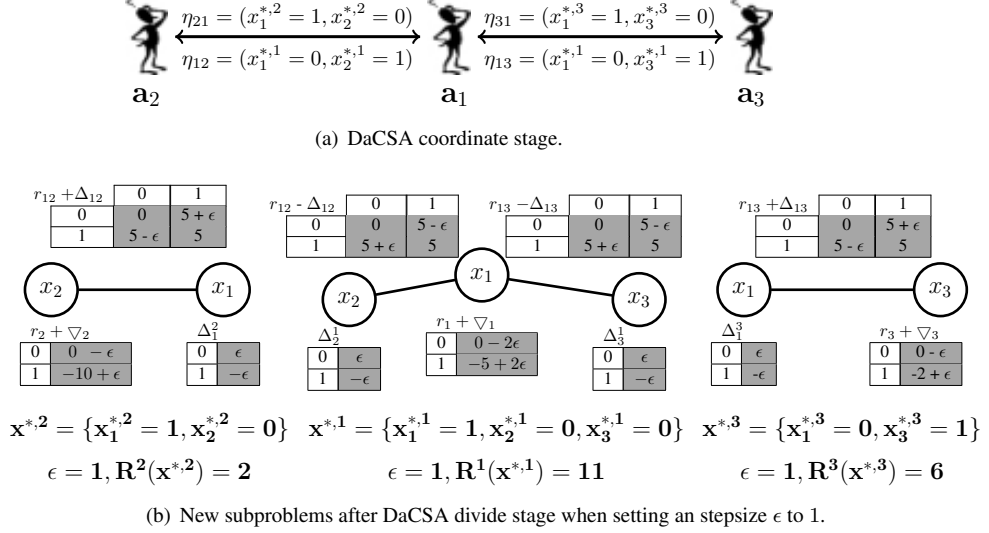 η₂₁ = (x₁*,² = 1, x₂*,² = 0) η₃₁ = (x₁*,³ = 1, x₃*,³ = 0)
η₁₂ = (x₁*,¹ = 0, x₂*,¹ = 1) η₁₃ = (x₁*,¹ = 0, x₃*,¹ = 1)
a₂ a₁ a₃
(a) DaCSA coordinate stage.
r₁₂ +Δ₁₂ 0 1
0 0 5 + ϵ
1 5 - ϵ 5
r₁₂ - Δ₁₂ 0 1
0 0 5 - ϵ
1 5 + ϵ 5
r₁₃ −Δ₁₃ 0 1
0 0 5 - ϵ
1 5 + ϵ 5
r₁₃ +Δ₁₃ 0 1
0 0 5 + ϵ
1 5 - ϵ 5
x₂ x₁
x₂ x₁ x₃
x₁ x₃
r₂ + ▽₂
0 0 − ϵ
1 −10 + ϵ
Δ₁²
0 ϵ
1 −ϵ
Δ₂¹
0 ϵ
1 −ϵ
r₁ + ▽₁
0 0 − 2ϵ
1 −5 + 2ϵ
Δ₃¹
0 ϵ
1 −ϵ
Δ₁³
0 ϵ
1 -ϵ
r₃ + ▽₃
0 0 - ϵ
1 -2 + ϵ
x*,² = {x₁*,² = 1, x₂*,² = 0} x*,¹ = {x₁*,¹ = 1, x₂*,¹ = 0, x₃*,¹ = 0} x*,³ = {x₁*,³ = 0, x₃*,³ = 1}
ϵ = 1, R²(x*,²) = 2 ϵ = 1, R¹(x*,¹) = 11 ϵ = 1, R³(x*,³) = 6
(b) New subproblems after DaCSA divide stage when setting an stepsize ϵ to 1.